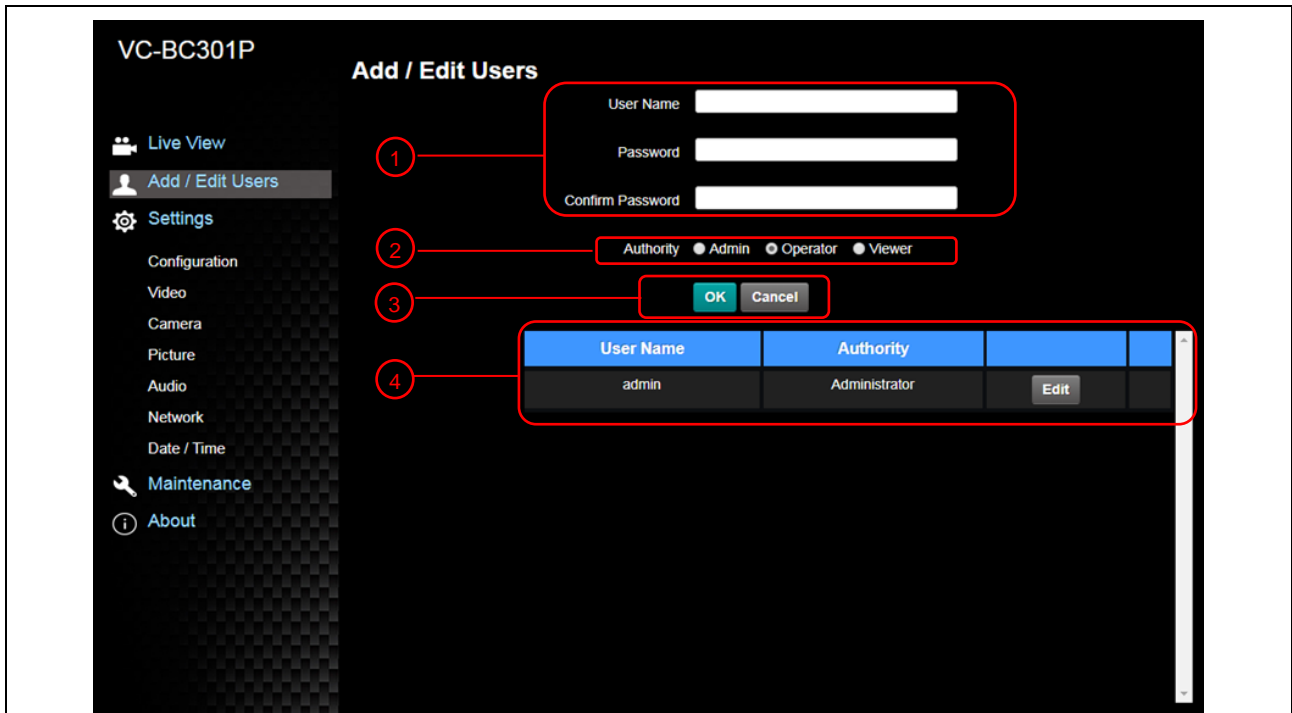 VC-BC301P
Live View
Add / Edit Users
Settings
Configuration
Video
Camera
Picture
Audio
Network
Date / Time
Maintenance
About
Add / Edit Users
1
User Name
Password
Confirm Password
2
Authority Admin Operator Viewer
3
OK Cancel
4
User Name Authority
admin Administrator Edit